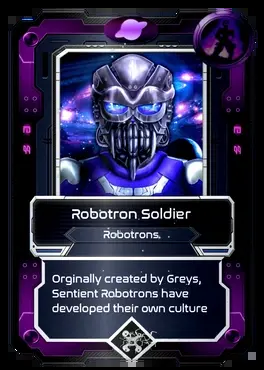 Robotron Soldier
Robotrons
Orginally created by Greys,
Sentient Robotrons have
developed their own culture